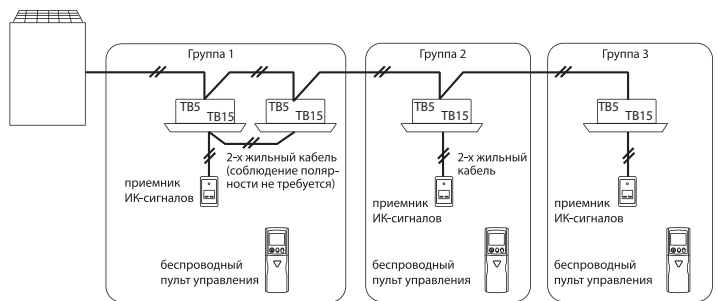 Группа 1
Группа 2
Группа 3
TB5
TB15
TB5
TB15
TB5
TB15
TB5
TB15
2-х жильный кабель
(соблюдение поляр-
ности не требуется)
2-х жильный
кабель
приемник
ИК-сигналов
приемник
ИК-сигналов
приемник
ИК-сигналов
беспроводный
пульт управления
беспроводный
пульт управления
беспроводный
пульт управления